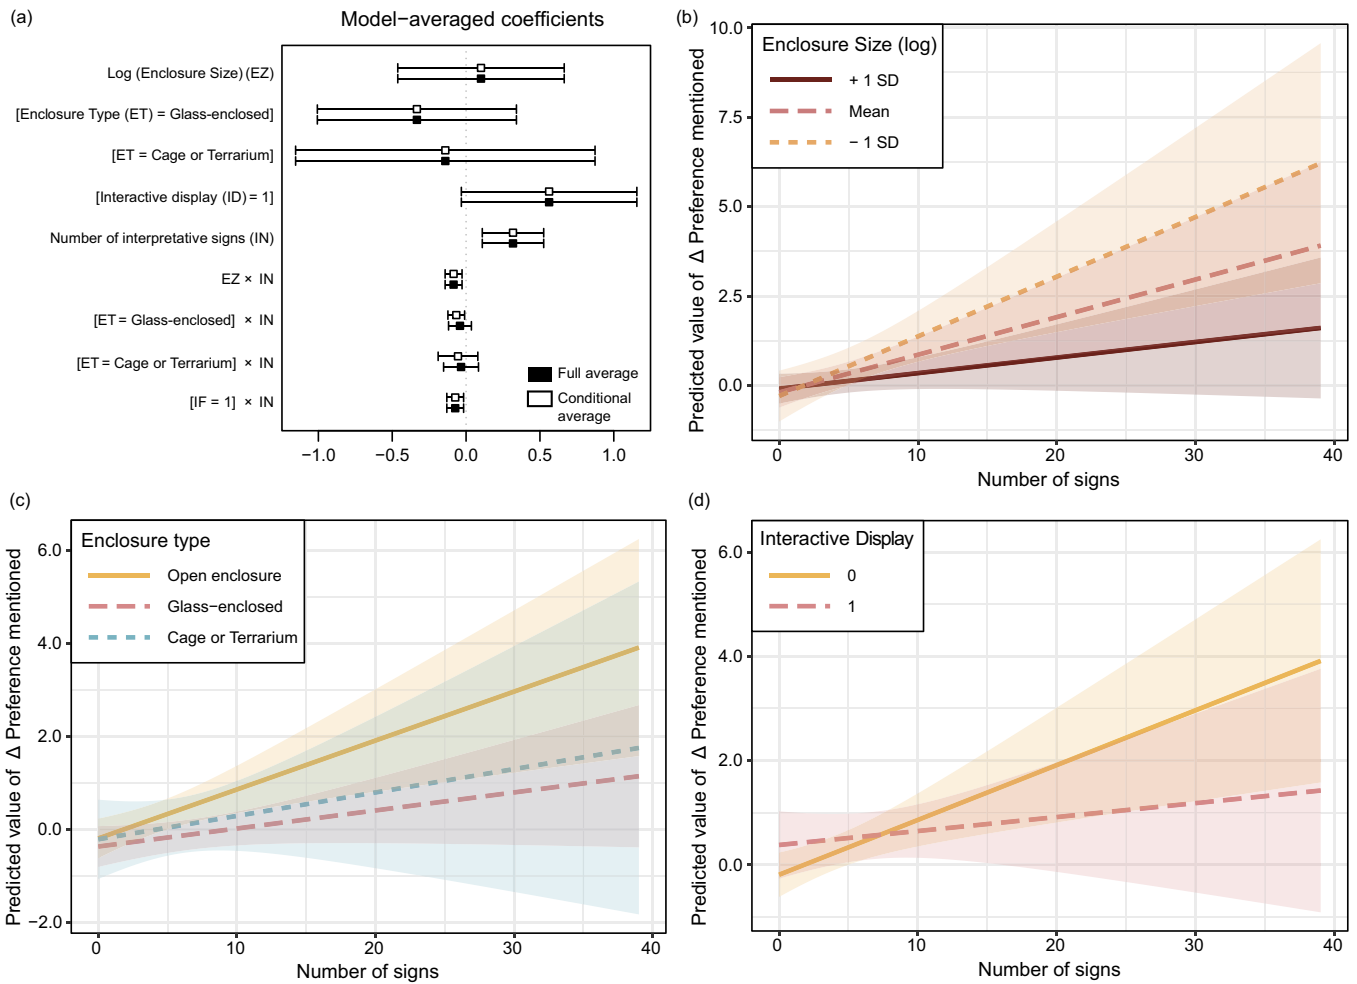 (a)
Model−averaged coefficients
Log (Enclosure Size) (EZ)
[Enclosure Type (ET) = Glass-enclosed]
[ET = Cage or Terrarium]
[Interactive display (ID) = 1]
Number of interpretative signs (IN)
EZ × IN
[ET = Glass-enclosed] × IN
[ET = Cage or Terrarium] × IN
[IF = 1] × IN
Full average
Conditional
average
−1.0 −0.5 0.0 0.5 1.0
(b)
Enclosure Size (log)
+ 1 SD
Mean
− 1 SD
Predicted value of Δ Preference mentioned
10.0
7.5
5.0
2.5
0.0
0 10 20 30 40
Number of signs
(c)
Enclosure type
Open enclosure
Glass−enclosed
Cage or Terrarium
Predicted value of Δ Preference mentioned
6.0
4.0
2.0
0.0
−2.0
0 10 20 30 40
Number of signs
(d)
Interactive Display
0
1
Predicted value of Δ Preference mentioned
6.0
4.0
2.0
0.0
0 10 20 30 40
Number of signs